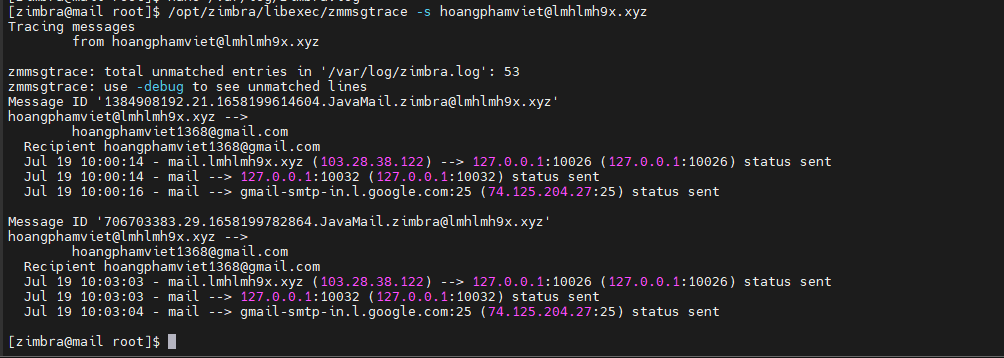 [zimbra@mail root]$ /opt/zimbra/libexec/zmmsgtrace -s hoangphamviet@lmhlmh9x.xyz
Tracing messages
        from hoangphamviet@lmhlmh9x.xyz

zmmsgtrace: total unmatched entries in '/var/log/zimbra.log': 53
zmmsgtrace: use -debug to see unmatched lines
Message ID '1384908192.21.1658199614604.JavaMail.zimbra@lmhlmh9x.xyz'
hoangphamviet@lmhlmh9x.xyz -->
        hoangphamviet1368@gmail.com
  Recipient hoangphamviet1368@gmail.com
  Jul 19 10:00:14 - mail.lmhlmh9x.xyz (103.28.38.122) --> 127.0.0.1:10026 (127.0.0.1:10026) status sent
  Jul 19 10:00:14 - mail --> 127.0.0.1:10032 (127.0.0.1:10032) status sent
  Jul 19 10:00:16 - mail --> gmail-smtp-in.l.google.com:25 (74.125.204.27:25) status sent

Message ID '706703383.29.1658199782864.JavaMail.zimbra@lmhlmh9x.xyz'
hoangphamviet@lmhlmh9x.xyz -->
        hoangphamviet1368@gmail.com
  Recipient hoangphamviet1368@gmail.com
  Jul 19 10:03:03 - mail.lmhlmh9x.xyz (103.28.38.122) --> 127.0.0.1:10026 (127.0.0.1:10026) status sent
  Jul 19 10:03:03 - mail --> 127.0.0.1:10032 (127.0.0.1:10032) status sent
  Jul 19 10:03:04 - mail --> gmail-smtp-in.l.google.com:25 (74.125.204.27:25) status sent

[zimbra@mail root]$